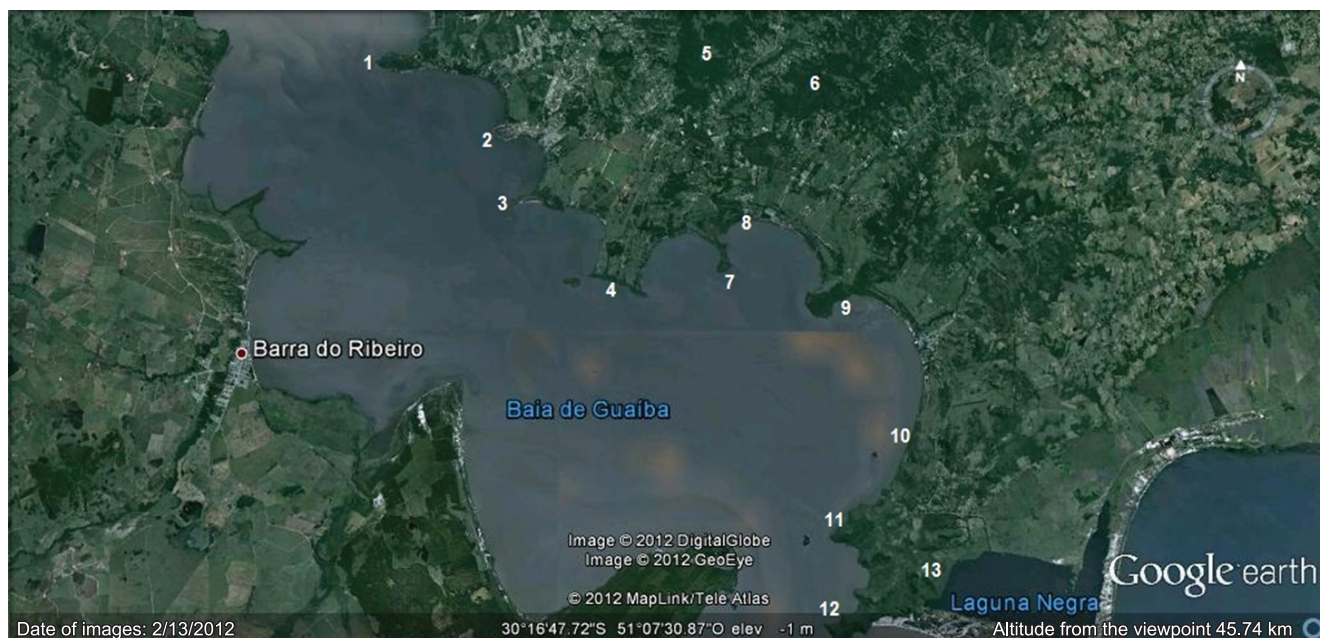 1
5
6
N
2
3
8
7
4
9
Barra do Ribeiro
Baia de Guaíba
10
11
Image © 2012 DigitalGlobe
Image © 2012 GeoEye
13
Google earth
© 2012 MapLink/Tele Atlas
12
Laguna Negra
Date of images: 2/13/2012
30°16'47.72"S 51°07'30.87"O elev -1 m
Altitude from the viewpoint 45.74 km